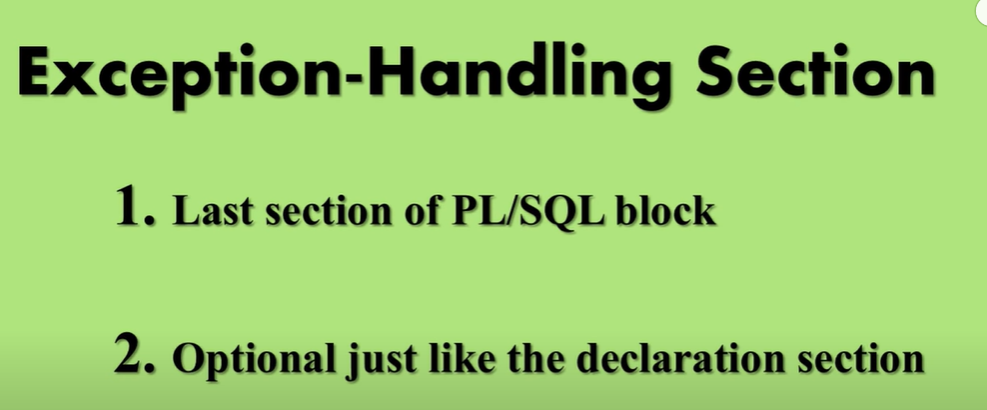 Exception-Handling Section
1. Last section of PL/SQL block
2. Optional just like the declaration section